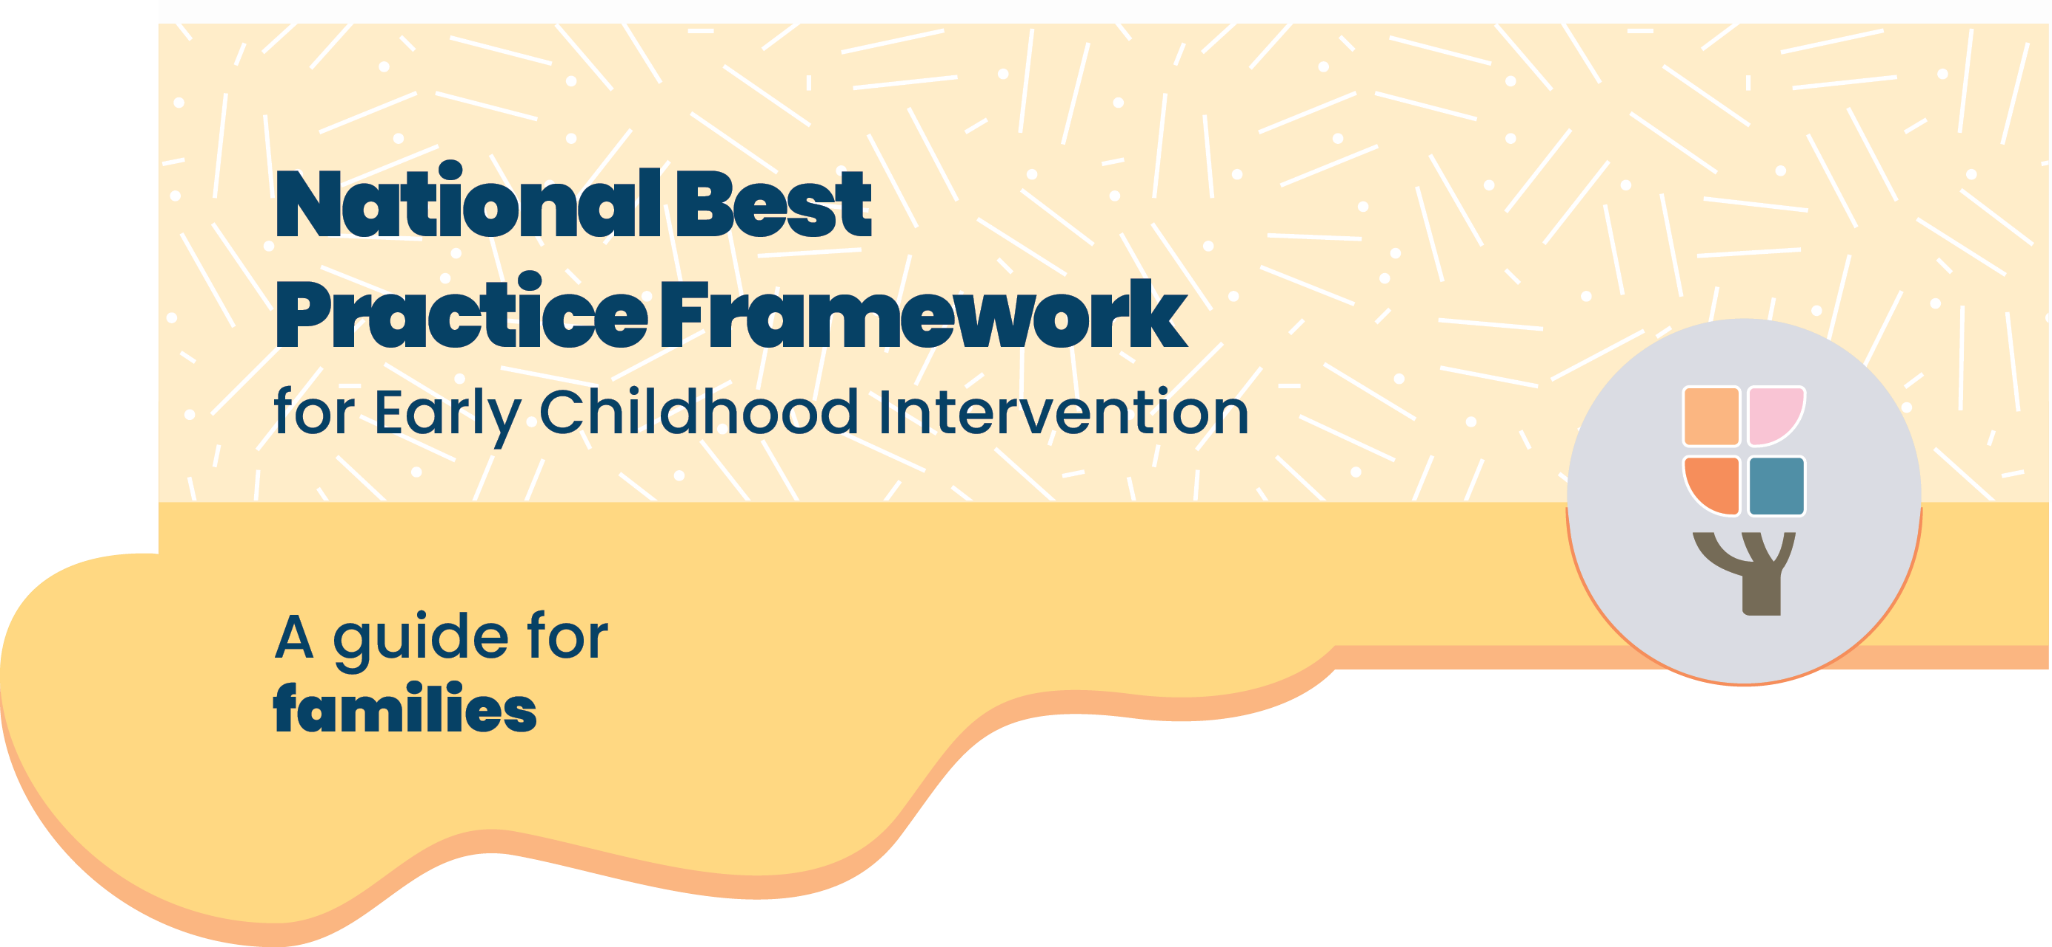 National Best
Practice Framework
for Early Childhood Intervention
A guide for
families